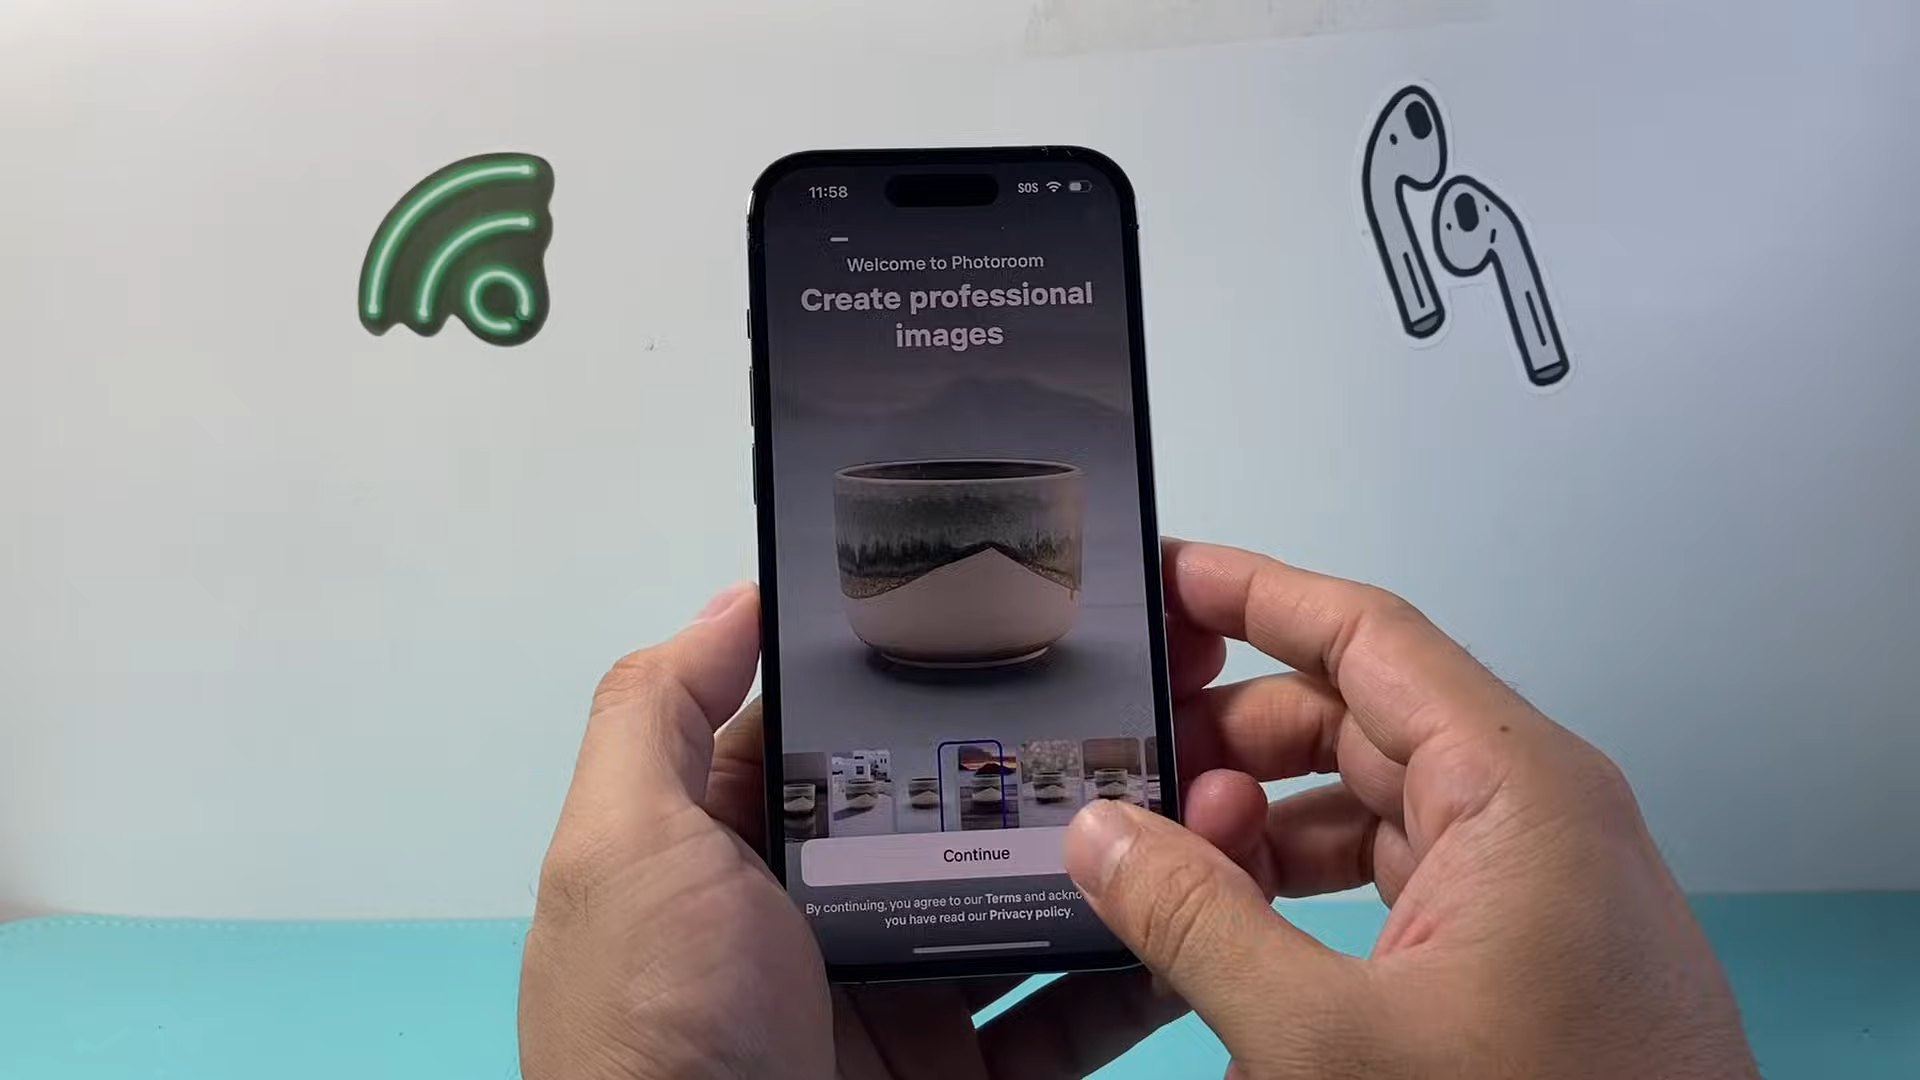 11:58
SOS
Welcome to Photoroom
Create professional
images
Continue
By continuing, you agree to our Terms and
you have read our Privacy policy.